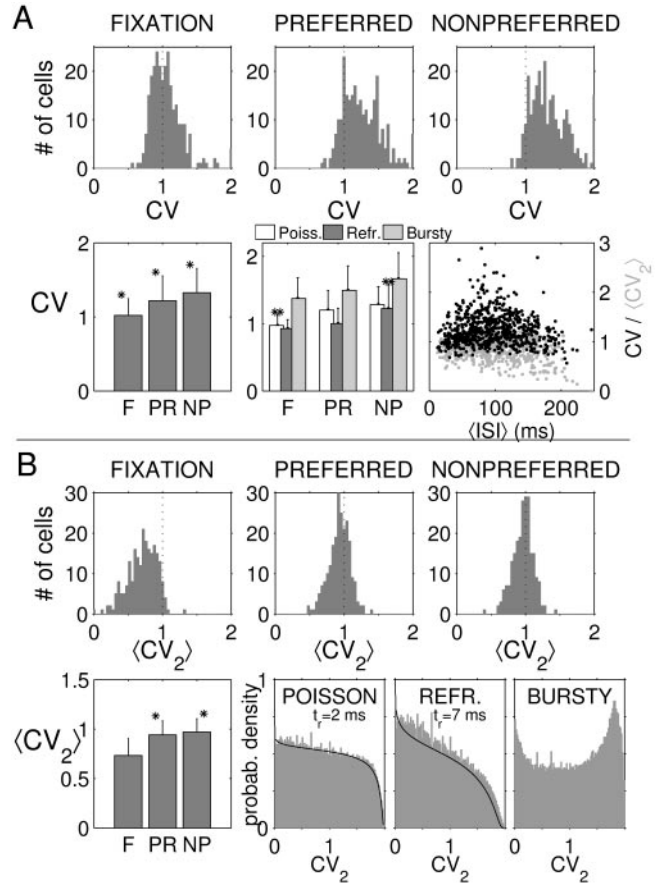 A
FIXATION PREFERRED NONPREFERRED
# of cells
20
10
0
0 1 2
CV
20
10
0
0 1 2
CV
20
10
0
0 1 2
CV
CV
2
1
0
* * *
F PR NP
Poiss. Refr. Bursty
2
1
0
** **
F PR NP
3
2
1
0
CV / ⟨CV2⟩
0 100 200
⟨ISI⟩ (ms)
B
FIXATION PREFERRED NONPREFERRED
# of cells
30
20
10
0
0 1 2
⟨CV2⟩
30
20
10
0
0 1 2
⟨CV2⟩
30
20
10
0
0 1 2
⟨CV2⟩
⟨CV2⟩
1.5
1
0.5
0
* *
F PR NP
probab. density
1
0
POISSON
tr=2 ms
0 1
CV2
REFR.
tr=7 ms
0 1
CV2
BURSTY
0 1 2
CV2